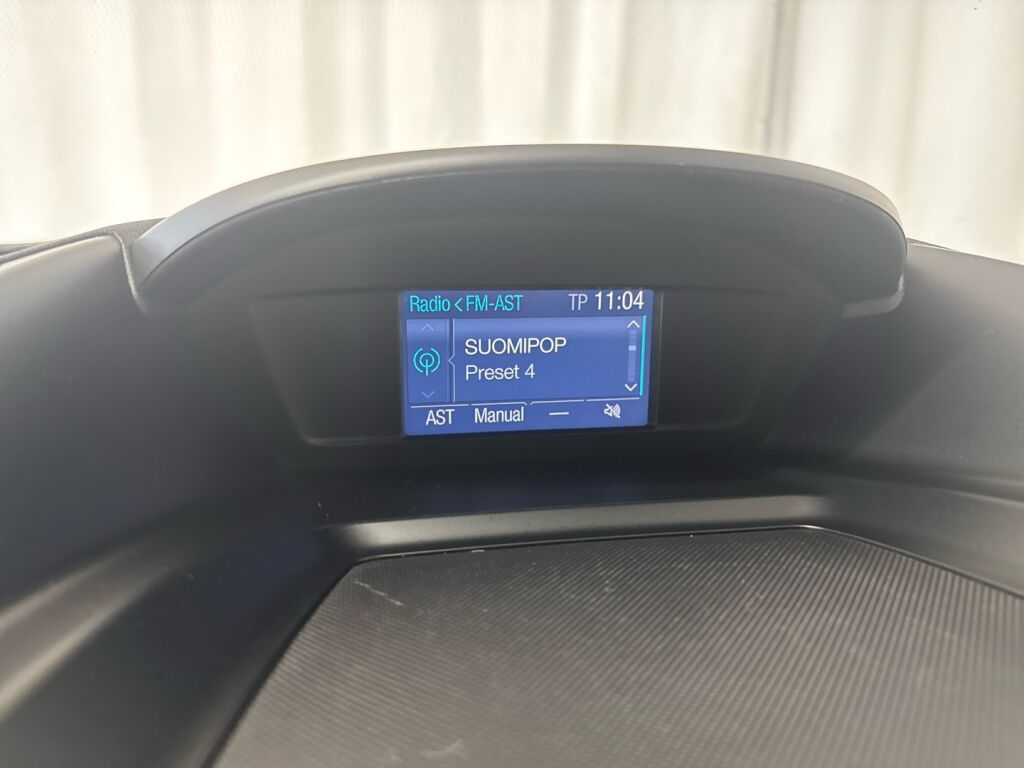 Radio < FM-AST TP 11:04
SUOMIPOP
Preset 4
AST Manual —